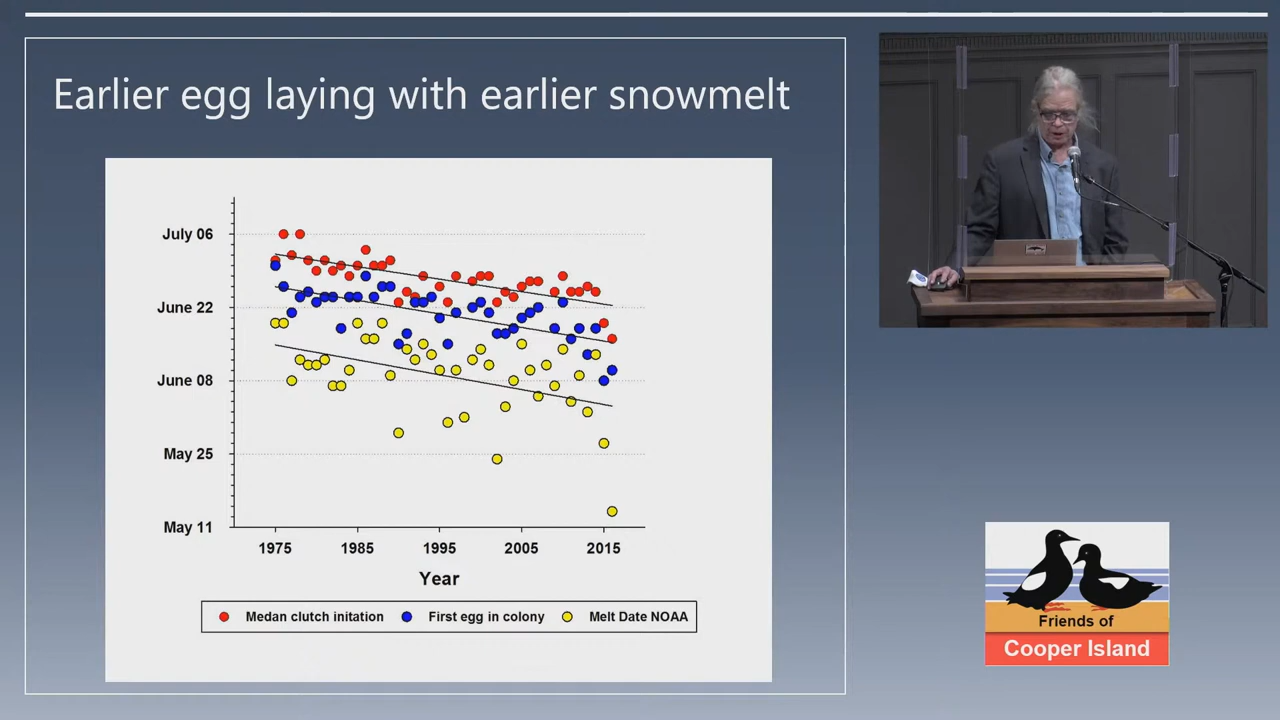 Earlier egg laying with earlier snowmelt
July 06
June 22
June 08
May 25
May 11
1975 1985 1995 2005 2015
Year
Medan clutch initation First egg in colony Melt Date NOAA
Friends of
Cooper Island